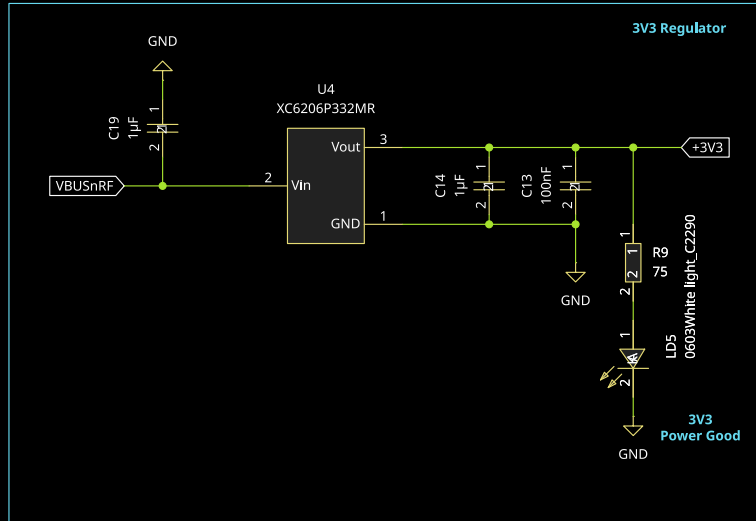 3V3 Regulator
GND
C19
1µF
1
2
U4
XC6206P332MR
VBUSnRF
2
Vin
Vout
3
GND
1
C14
1µF
1
2
C13
100nF
1
2
GND
+3V3
1
1
2
2
R9
75
1
2
A
LD5
0603White light_C2290
GND
3V3
Power Good